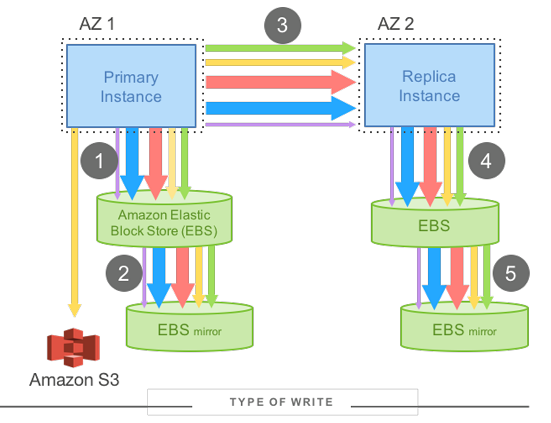 AZ 1
3
AZ 2
Primary
Instance
Replica
Instance
1
4
Amazon Elastic
Block Store (EBS)
EBS
2
5
EBS mirror
EBS mirror
Amazon S3
TYPE OF WRITE